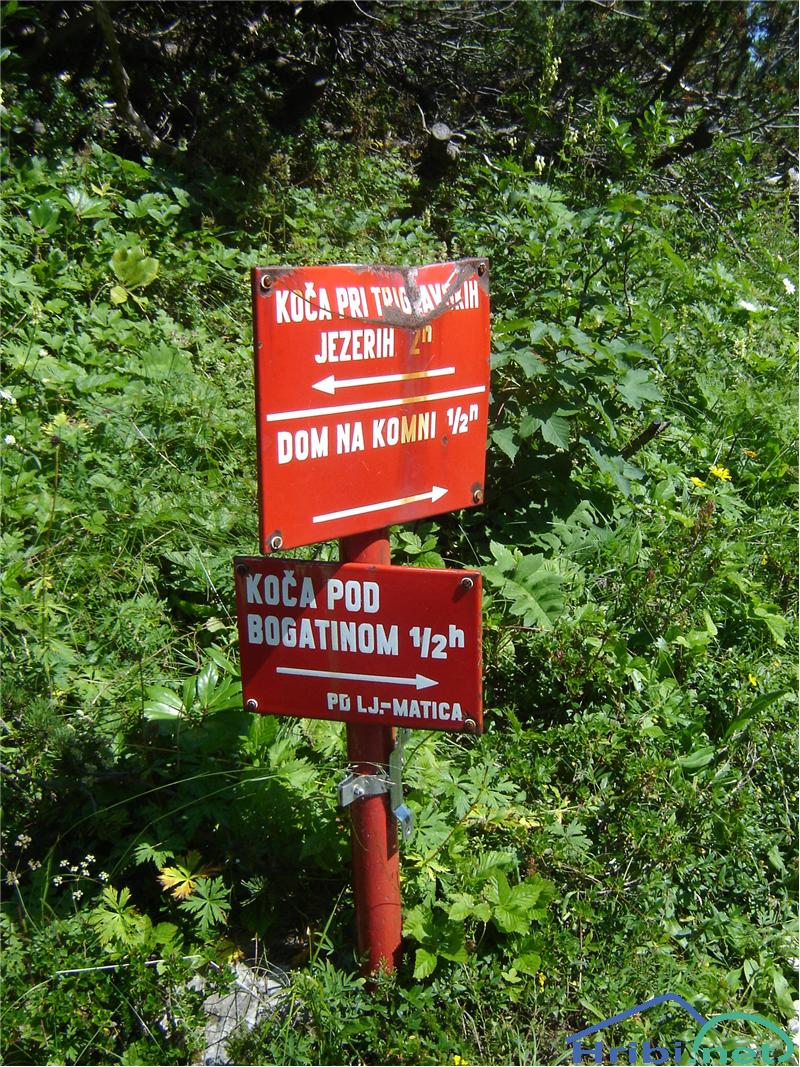 KOČA PRI TRIGLAVSKIH
JEZERIH 2h
DOM NA KOMNI 1/2h
KOČA POD
BOGATINOM 1/2h
PD LJ.-MATICA
Hribi.net